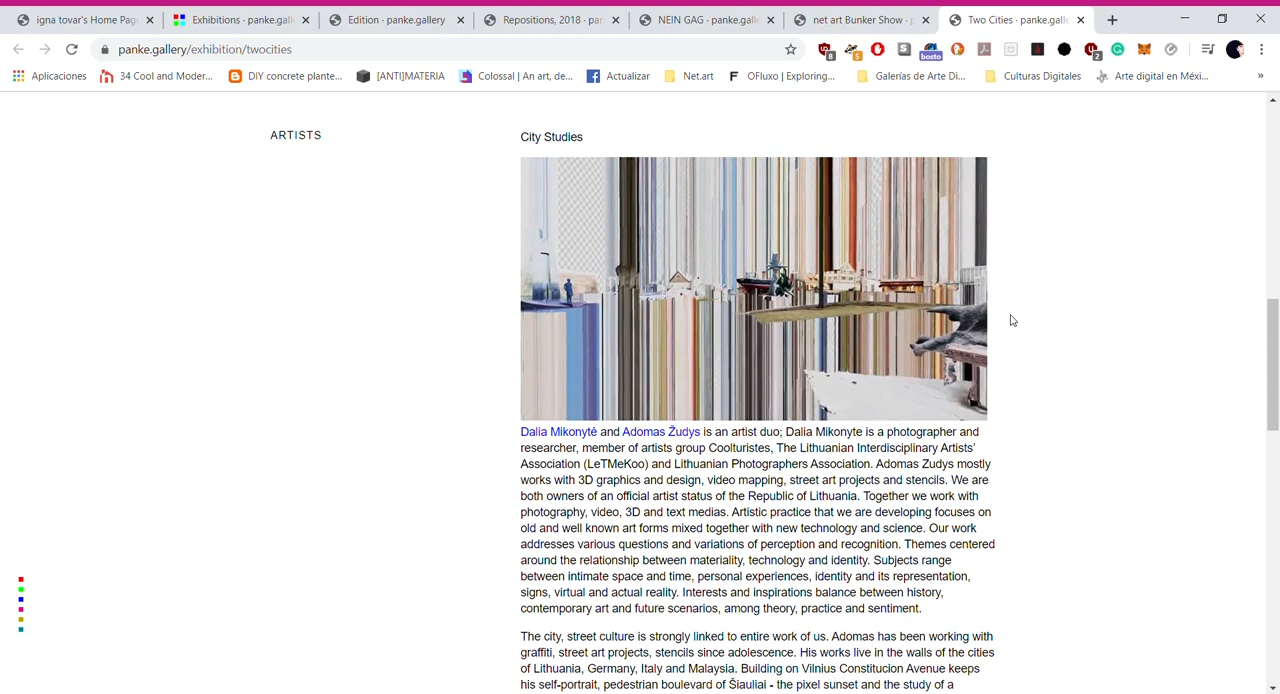 igna tovar's Home Page
Exhibitions · panke.galle
Edition · panke.gallery
Repositions, 2018 · pan
NEIN GAG · panke.galle
net art Bunker Show · p
Two Cities · panke.galle
panke.gallery/exhibition/twocities
8
5
bosto
2
Aplicaciones
34 Cool and Moder...
DIY concrete plante...
[ANTI]MATERIA
Colossal | An art, de...
Actualizar
Net.art
OFluxo | Exploring...
Galerías de Arte Di...
Culturas Digitales
Arte digital en Méxi...
»
ARTISTS
City Studies
Dalia Mikonytė and Adomas Žudys is an artist duo; Dalia Mikonyte is a photographer and
researcher, member of artists group Coolturistes, The Lithuanian Interdisciplinary Artists'
Association (LeTMeKoo) and Lithuanian Photographers Association. Adomas Zudys mostly
works with 3D graphics and design, video mapping, street art projects and stencils. We are
both owners of an official artist status of the Republic of Lithuania. Together we work with
photography, video, 3D and text medias. Artistic practice that we are developing focuses on
old and well known art forms mixed together with new technology and science. Our work
addresses various questions and variations of perception and recognition. Themes centered
around the relationship between materiality, technology and identity. Subjects range
between intimate space and time, personal experiences, identity and its representation,
signs, virtual and actual reality. Interests and inspirations balance between history,
contemporary art and future scenarios, among theory, practice and sentiment.
The city, street culture is strongly linked to entire work of us. Adomas has been working with
graffiti, street art projects, stencils since adolescence. His works live in the walls of the cities
of Lithuania, Germany, Italy and Malaysia. Building on Vilnius Constitucion Avenue keeps
his self-portrait, pedestrian boulevard of Šiauliai - the pixel sunset and the study of a